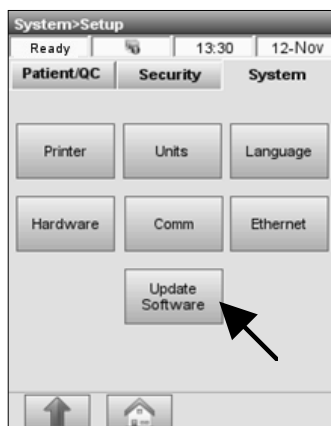 System>Setup
Ready 13:30 12-Nov
Patient/QC Security System
Printer Units Language
Hardware Comm Ethernet
Update
Software